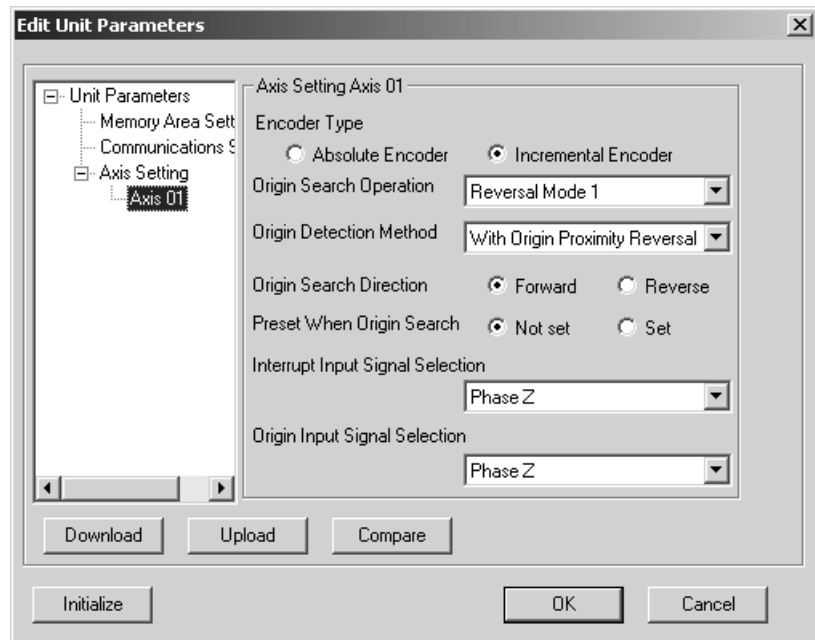 Edit Unit Parameters
Unit Parameters
Memory Area Sett
Communications S
Axis Setting
Axis 01
Axis Setting Axis 01
Encoder Type
Absolute Encoder Incremental Encoder
Origin Search Operation Reversal Mode 1
Origin Detection Method With Origin Proximity Reversal
Origin Search Direction Forward Reverse
Preset When Origin Search Not set Set
Interrupt Input Signal Selection
Phase Z
Origin Input Signal Selection
Phase Z
Download Upload Compare
Initialize OK Cancel